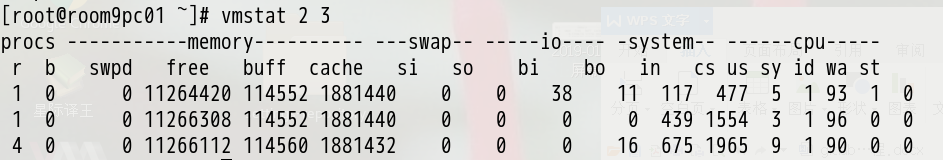 [root@room9pc01 ~]# vmstat 2 3
procs -----------memory---------- ---swap-- -----io---- -system-- ------cpu-----
 r  b   swpd   free   buff  cache   si   so    bi    bo   in   cs us sy id wa st
 1  0      0 11264420 114552 1881440    0    0    38    11  117  477  5  1 93  1  0
 1  0      0 11266308 114552 1881440    0    0     0     0  439 1554  3  1 96  0  0
 4  0      0 11266112 114560 1881432    0    0     0    16  675 1965  9  1 90  0  0